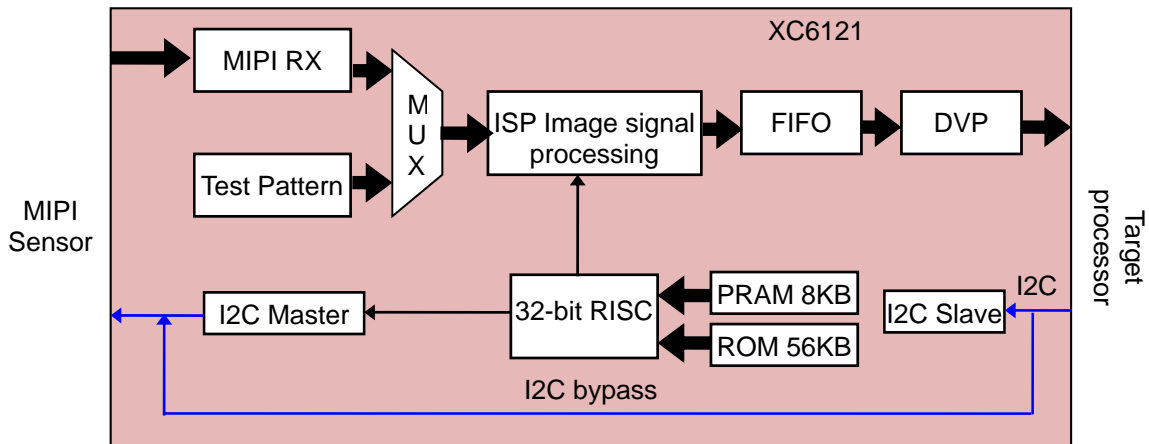 XC6121
MIPI RX
M
U
X
ISP Image signal
processing
FIFO
DVP
Test Pattern
MIPI
Sensor
Target
processor
I2C Master
32-bit RISC
PRAM 8KB
ROM 56KB
I2C Slave
I2C
I2C bypass